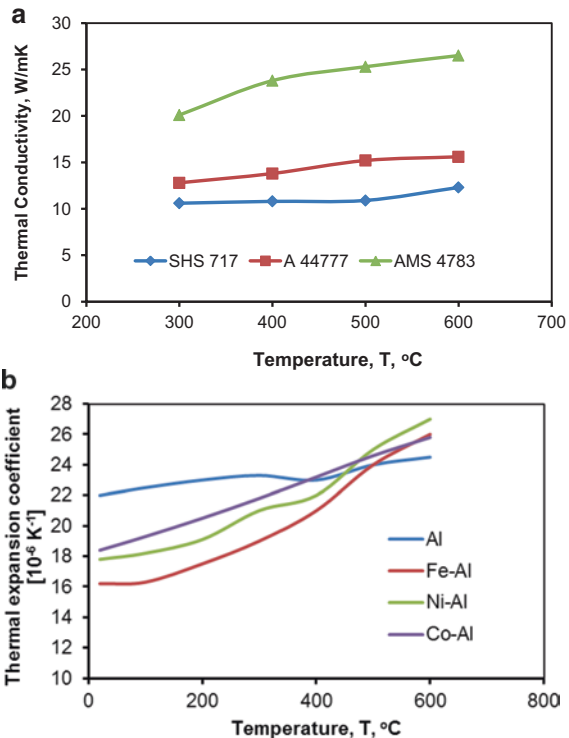 a
Thermal Conductivity, W/mK
30
25
20
15
10
5
0
SHS 717 A 44777 AMS 4783
200 300 400 500 600 700
Temperature, T, ºC
b
Thermal expansion coefficient
[10⁻⁶ K⁻¹]
28
26
24
22
20
18
16
14
12
10
Al
Fe-Al
Ni-Al
Co-Al
0 200 400 600 800
Temperature, T, ºC